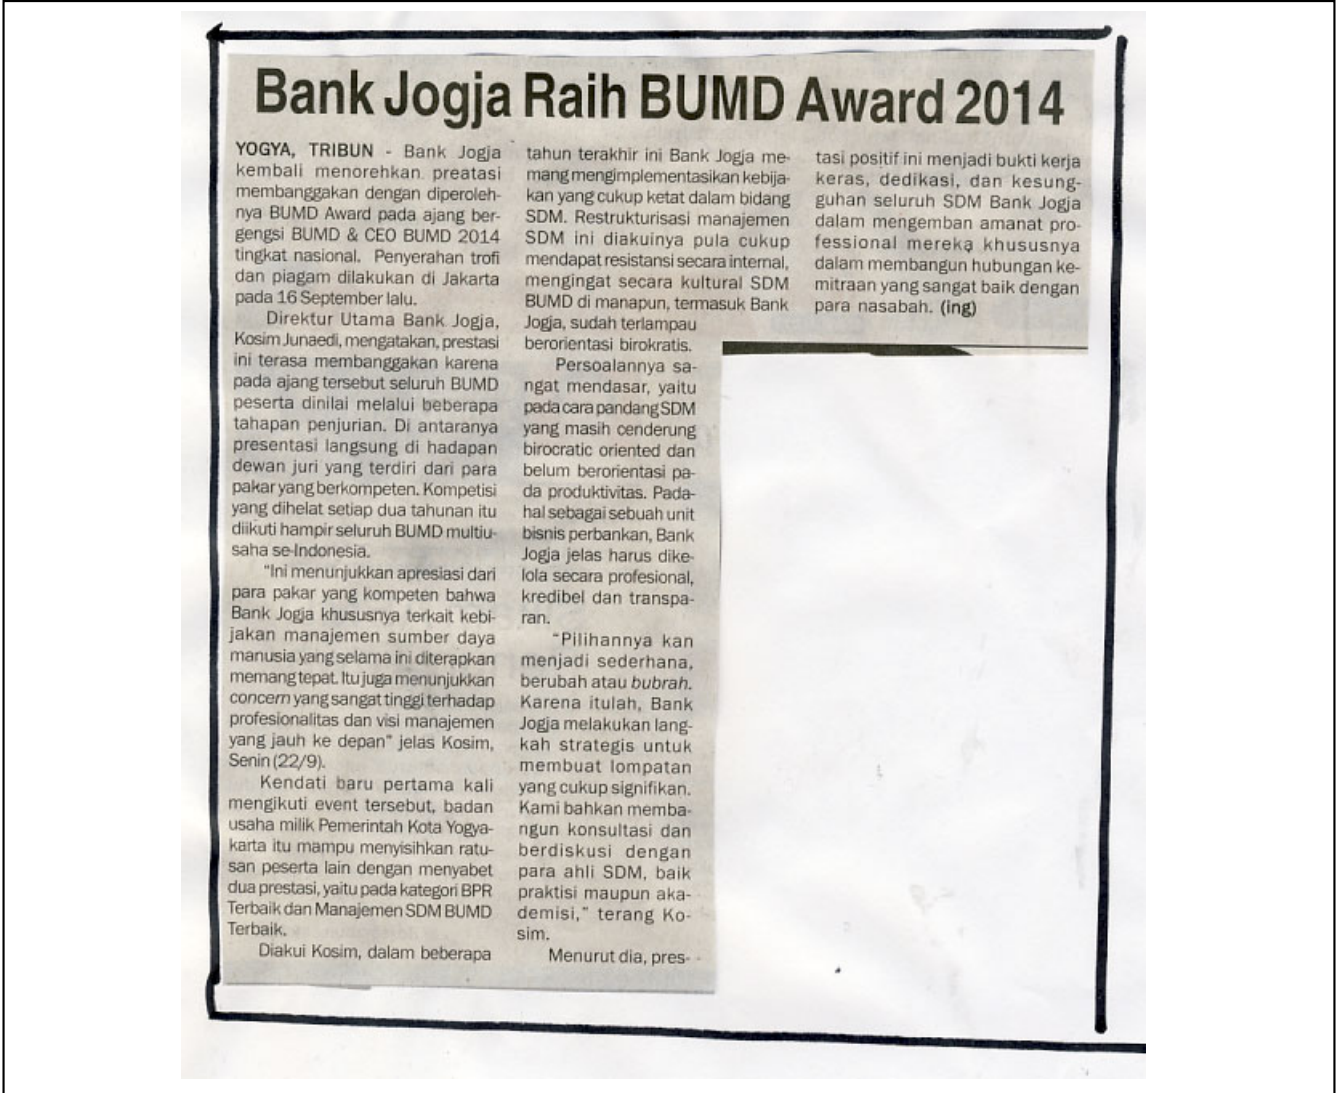 Bank Jogja Raih BUMD Award 2014
YOGYA, TRIBUN - Bank Jogja
kembali menorehkan preatasi
membanggakan dengan diperoleh-
nya BUMD Award pada ajang ber-
gengsi BUMD & CEO BUMD 2014
tingkat nasional. Penyerahan trofi
dan piagam dilakukan di Jakarta
pada 16 September lalu.
Direktur Utama Bank Jogja,
Kosim Junaedi, mengatakan, prestasi
ini terasa membanggakan karena
pada ajang tersebut seluruh BUMD
peserta dinilai melalui beberapa
tahapan penjurian. Di antaranya
presentasi langsung di hadapan
dewan juri yang terdiri dari para
pakar yang berkompeten. Kompetisi
yang dihelat setiap dua tahunan itu
diikuti hampir seluruh BUMD multiu-
saha se-Indonesia.
"Ini menunjukkan apresiasi dari
para pakar yang kompeten bahwa
Bank Jogja khususnya terkait kebi-
jakan manajemen sumber daya
manusia yang selama ini diterapkan
memang tepat. Itu juga menunjukkan
concern yang sangat tinggi terhadap
profesionalitas dan visi manajemen
yang jauh ke depan" jelas Kosim,
Senin (22/9).
Kendati baru pertama kali
mengikuti event tersebut, badan
usaha milik Pemerintah Kota Yogya-
karta itu mampu menyisihkan ratu-
san peserta lain dengan menyabet
dua prestasi, yaitu pada kategori BPR
Terbaik dan Manajemen SDM BUMD
Terbaik.
Diakui Kosim, dalam beberapa
tahun terakhir ini Bank Jogja me-
mang mengimplementasikan kebija-
kan yang cukup ketat dalam bidang
SDM. Restrukturisasi manajemen
SDM ini diakuinya pula cukup
mendapat resistansi secara internal,
mengingat secara kultural SDM
BUMD di manapun, termasuk Bank
Jogja, sudah terlampau
berorientasi birokratis.
Persoalannya sa-
ngat mendasar, yaitu
pada cara pandang SDM
yang masih cenderung
birocratic oriented dan
belum berorientasi pa-
da produktivitas. Pada-
hal sebagai sebuah unit
bisnis perbankan, Bank
Jogja jelas harus dike-
lola secara profesional,
kredibel dan transpa-
ran.
"Pilihannya kan
menjadi sederhana,
berubah atau bubrah.
Karena itulah, Bank
Jogja melakukan lang-
kah strategis untuk
membuat lompatan
yang cukup signifikan.
Kami bahkan memba-
ngun konsultasi dan
berdiskusi dengan
para ahli SDM, baik
praktisi maupun aka-
demisi," terang Ko-
sim.
Menurut dia, pres-
tasi positif ini menjadi bukti kerja
keras, dedikasi, dan kesung-
guhan seluruh SDM Bank Jogja
dalam mengemban amanat pro-
fessional mereka khususnya
dalam membangun hubungan ke-
mitraan yang sangat baik dengan
para nasabah. (ing)